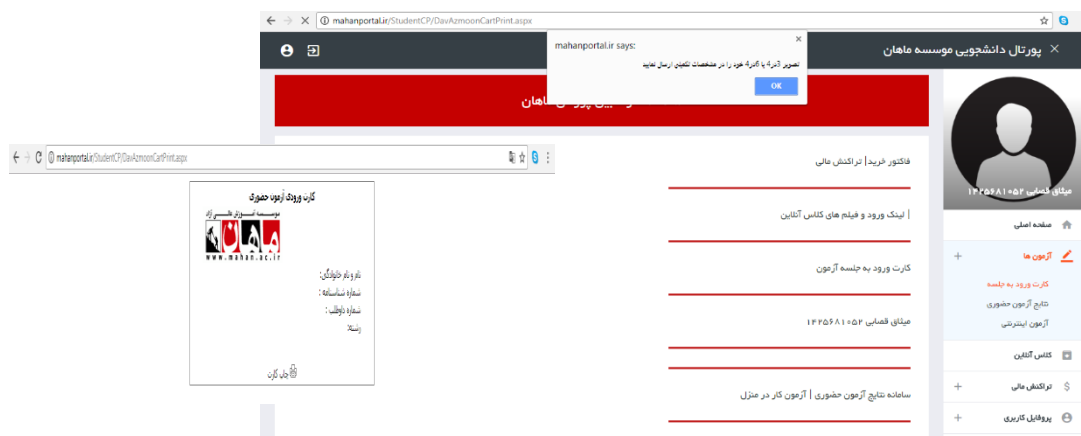 mahanportal.ir/StudentCP/DavAzmoonCartPrint.aspx
mahanportal.ir says:
تصویر 3در4 یا 6در4 خود را در مشخصات تکمیلی ارسال نمایید
OK
پورتال دانشجویی موسسه ماهان
ماهان
میثاق قصابی ۱۴۲۵۶۸۱۰۵۲
صفحه اصلی
آزمون ها
کارت ورود به جلسه
نتایج آزمون حضوری
آزمون اینترنتی
کلاس آنلاین
تراکنش مالی
پروفایل کاربری
فاکتور خرید| تراکنش مالی
| لینک ورود و فیلم های کلاس آنلاین
کارت ورود به جلسه آزمون
میثاق قصابی ۱۴۲۵۶۸۱۰۵۲
سامانه نتایج آزمون حضوری | آزمون کار در منزل
mahanportal.ir/StudentCP/DavAzmoonCartPrint.aspx
کارت ورودی آزمون حضوری
موسسه آموزش عالی آزاد
ماهان
www.mahan.ac.ir
نام و نام خانوادگی:
شماره شناسنامه :
شماره داوطلب :
رشته:
چاپ کارت